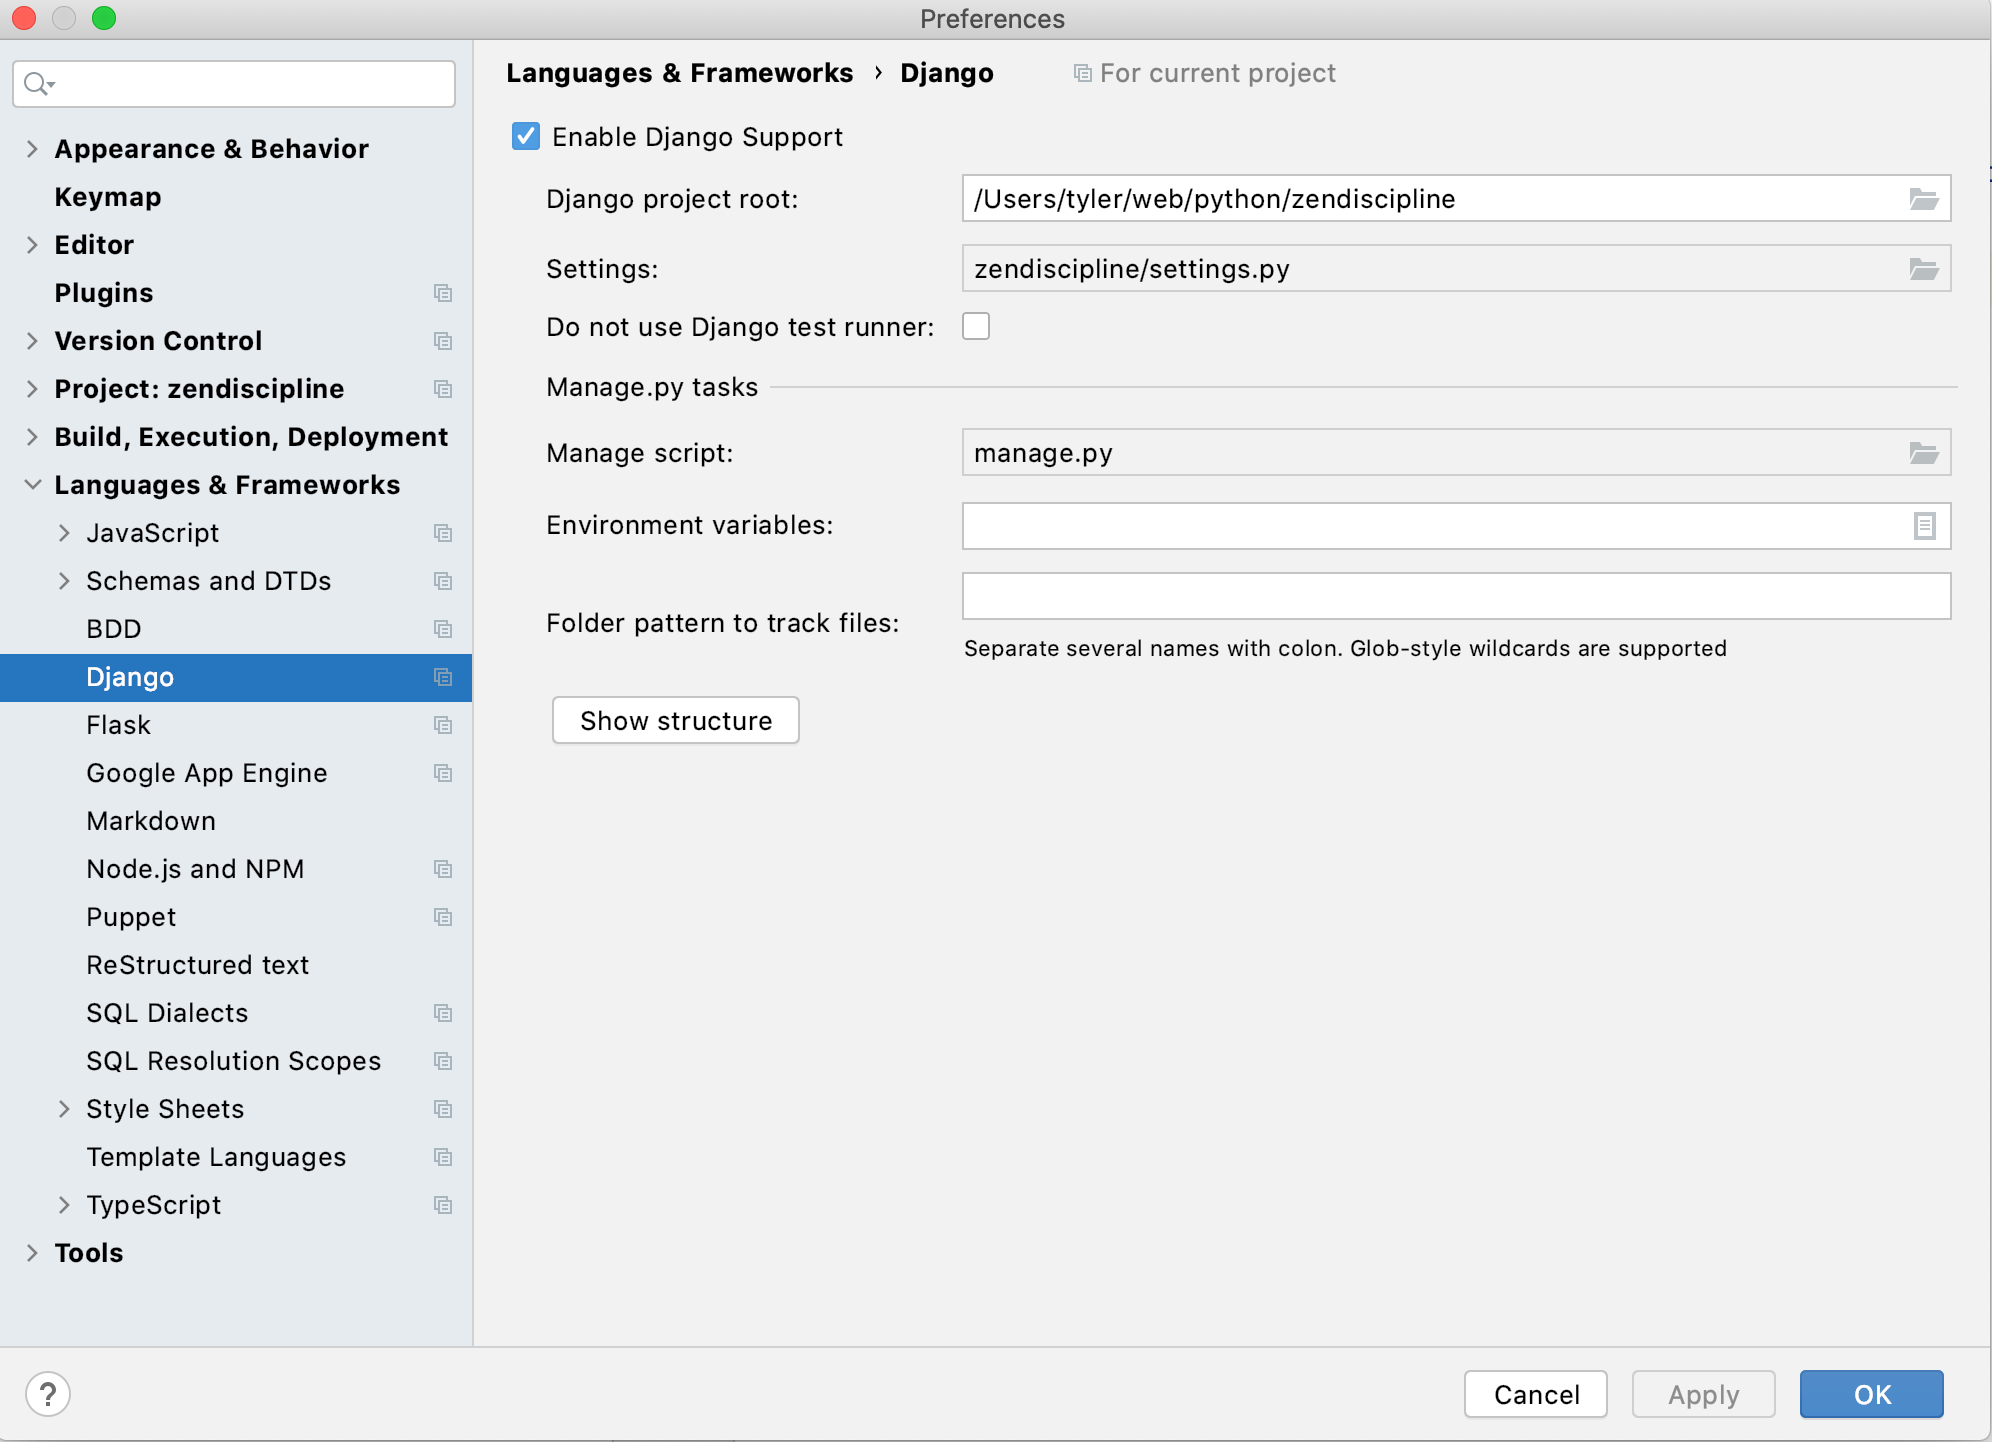 Preferences
Languages & Frameworks › Django For current project
Appearance & Behavior
Keymap
Editor
Plugins
Version Control
Project: zendiscipline
Build, Execution, Deployment
Languages & Frameworks
JavaScript
Schemas and DTDs
BDD
Django
Flask
Google App Engine
Markdown
Node.js and NPM
Puppet
ReStructured text
SQL Dialects
SQL Resolution Scopes
Style Sheets
Template Languages
TypeScript
Tools
Enable Django Support
Django project root: /Users/tyler/web/python/zendiscipline
Settings: zendiscipline/settings.py
Do not use Django test runner:
Manage.py tasks
Manage script: manage.py
Environment variables:
Folder pattern to track files:
Separate several names with colon. Glob-style wildcards are supported
Show structure
? Cancel Apply OK